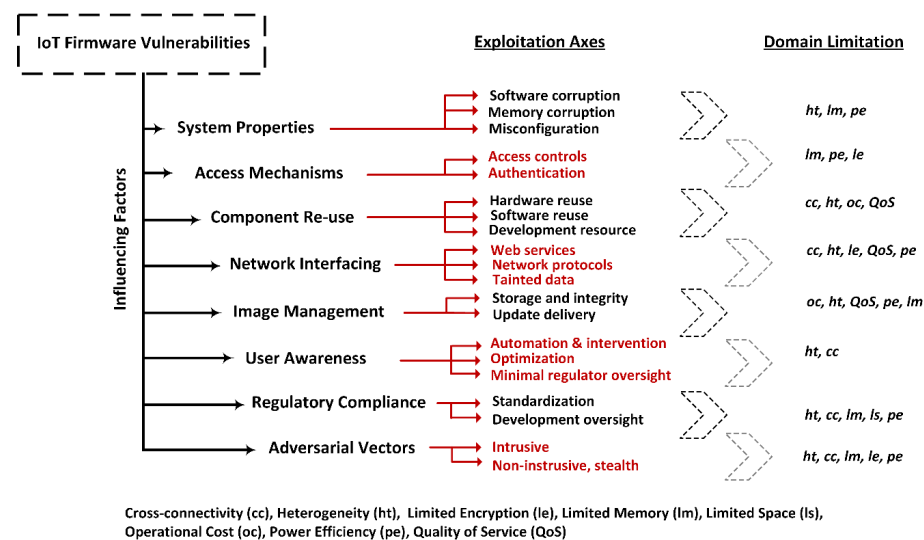 IoT Firmware Vulnerabilities
Exploitation Axes
Domain Limitation
Influencing Factors
System Properties
Software corruption
Memory corruption
Misconfiguration
ht, lm, pe
Access Mechanisms
Access controls
Authentication
lm, pe, le
Component Re-use
Hardware reuse
Software reuse
Development resource
cc, ht, oc, QoS
Network Interfacing
Web services
Network protocols
Tainted data
cc, ht, le, QoS, pe
Image Management
Storage and integrity
Update delivery
oc, ht, QoS, pe, lm
User Awareness
Automation & intervention
Optimization
Minimal regulator oversight
ht, cc
Regulatory Compliance
Standardization
Development oversight
ht, cc, lm, ls, pe
Adversarial Vectors
Intrusive
Non-instrusive, stealth
ht, cc, lm, le, pe
Cross-connectivity (cc), Heterogeneity (ht), Limited Encryption (le), Limited Memory (lm), Limited Space (ls),
Operational Cost (oc), Power Efficiency (pe), Quality of Service (QoS)